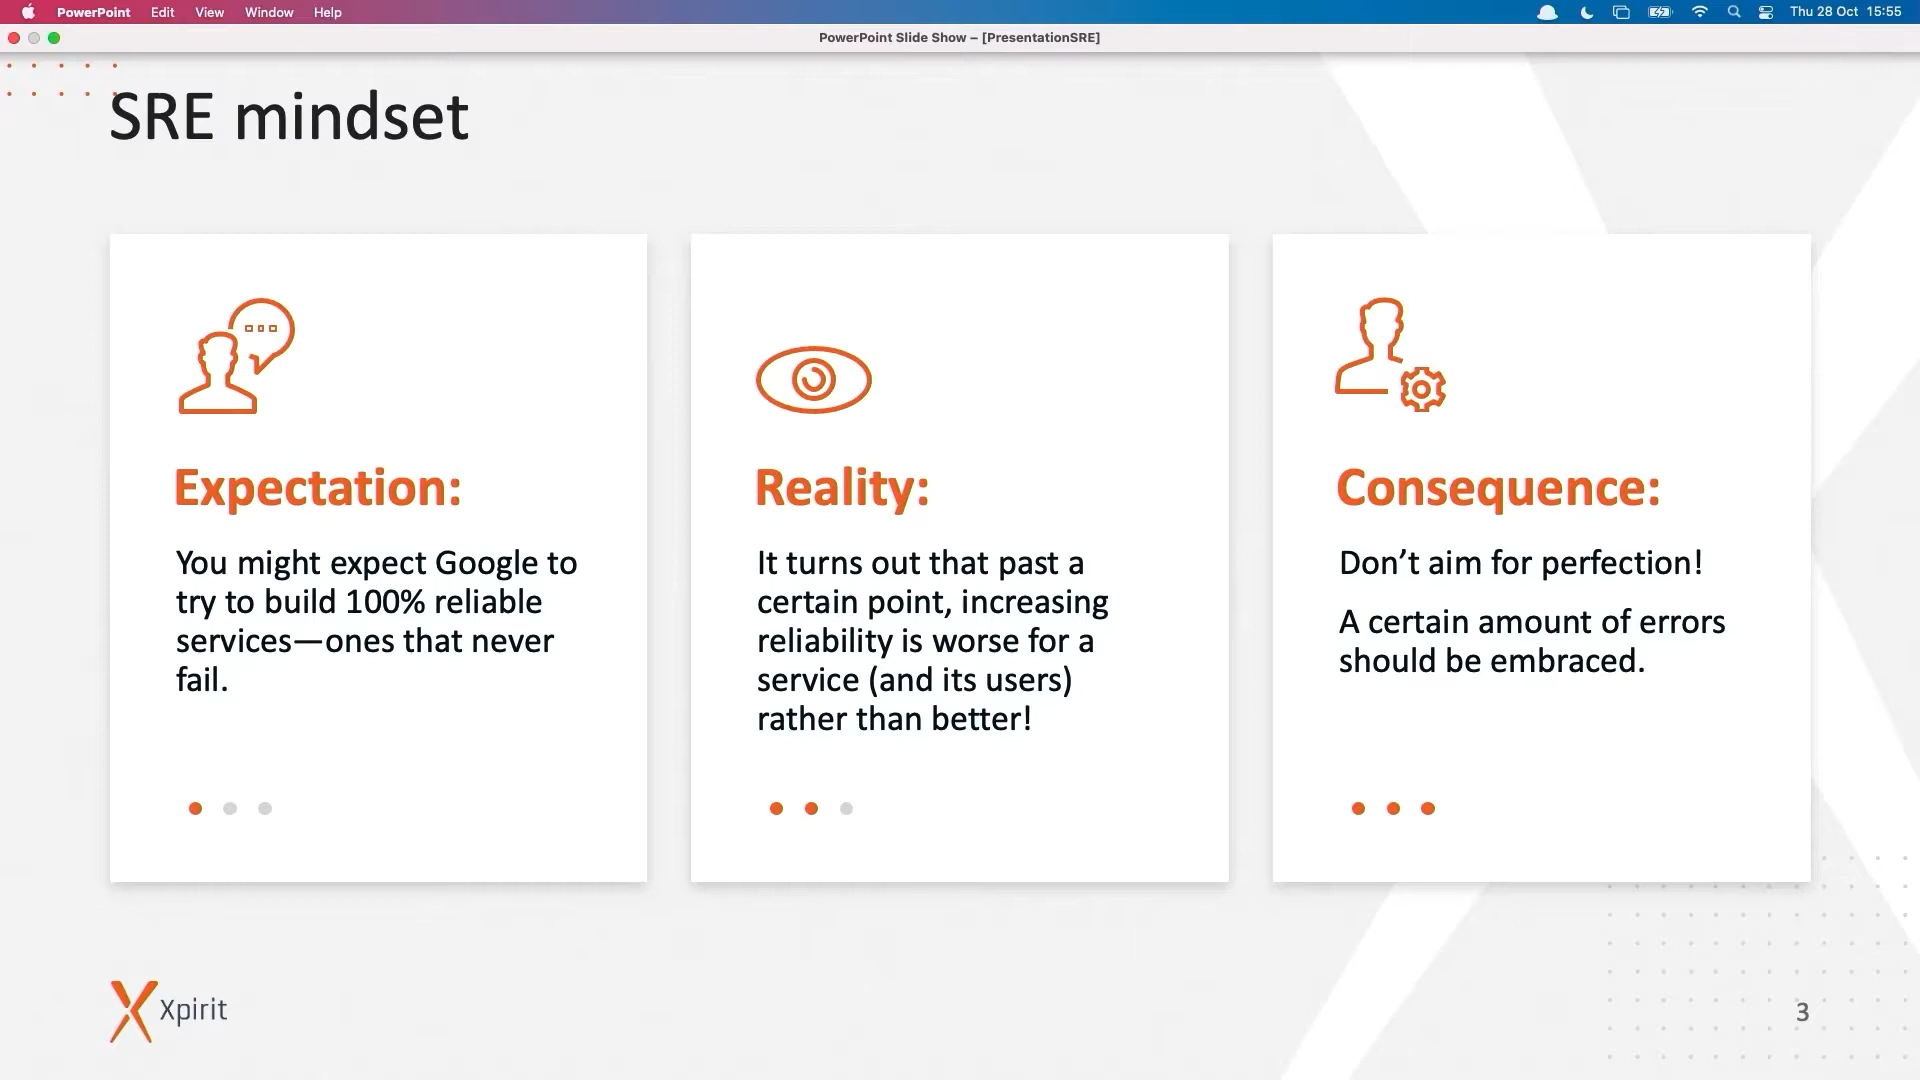 PowerPoint Edit View Window Help
Thu 28 Oct 15:55
PowerPoint Slide Show – [PresentationSRE]
SRE mindset
Expectation:
You might expect Google to
try to build 100% reliable
services—ones that never
fail.
Reality:
It turns out that past a
certain point, increasing
reliability is worse for a
service (and its users)
rather than better!
Consequence:
Don’t aim for perfection!
A certain amount of errors
should be embraced.
Xpirit
3